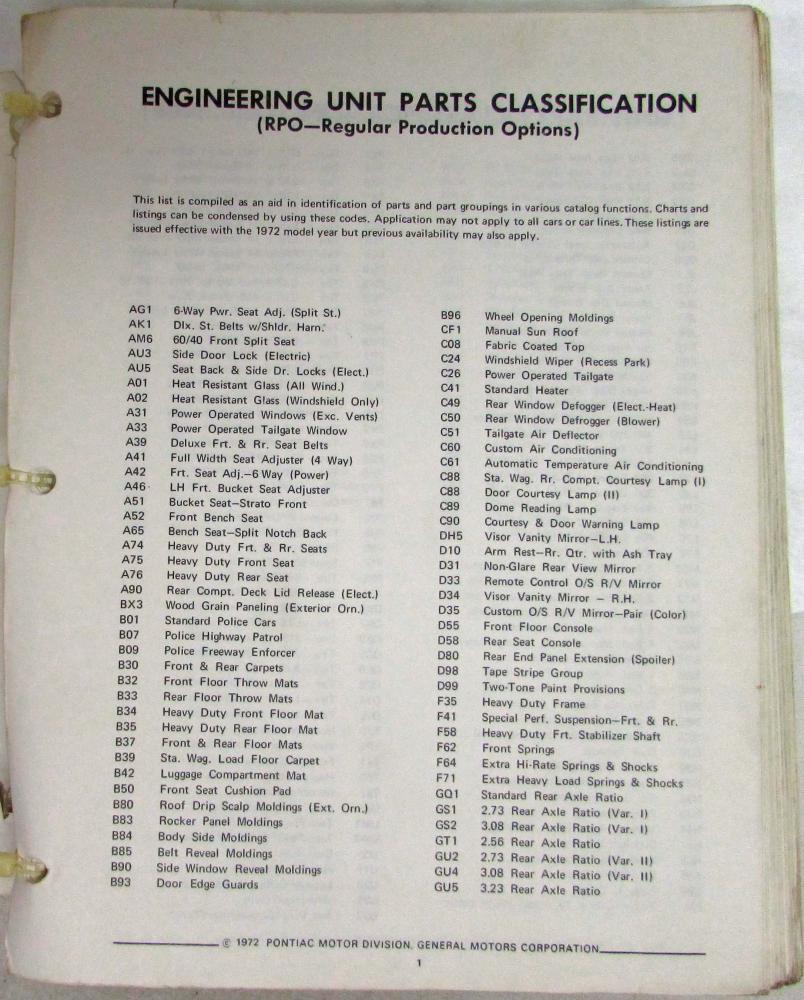 ENGINEERING UNIT PARTS CLASSIFICATION
(RPO—Regular Production Options)
This list is compiled as an aid in identification of parts and part groupings in various catalog functions. Charts and
listings can be condensed by using these codes. Application may not apply to all cars or car lines. These listings are
issued effective with the 1972 model year but previous availability may also apply.
AG1 6-Way Pwr. Seat Adj. (Split St.)
AK1 Dlx. St. Belts w/Shldr. Harn.
AM6 60/40 Front Split Seat
AU3 Side Door Lock (Electric)
AU5 Seat Back & Side Dr. Locks (Elect.)
A01 Heat Resistant Glass (All Wind.)
A02 Heat Resistant Glass (Windshield Only)
A31 Power Operated Windows (Exc. Vents)
A33 Power Operated Tailgate Window
A39 Deluxe Frt. & Rr. Seat Belts
A41 Full Width Seat Adjuster (4 Way)
A42 Frt. Seat Adj.—6 Way (Power)
A46 LH Frt. Bucket Seat Adjuster
A51 Bucket Seat—Strato Front
A52 Front Bench Seat
A65 Bench Seat—Split Notch Back
A74 Heavy Duty Frt. & Rr. Seats
A75 Heavy Duty Front Seat
A76 Heavy Duty Rear Seat
A90 Rear Compt. Deck Lid Release (Elect.)
BX3 Wood Grain Paneling (Exterior Orn.)
B01 Standard Police Cars
B07 Police Highway Patrol
B09 Police Freeway Enforcer
B30 Front & Rear Carpets
B32 Front Floor Throw Mats
B33 Rear Floor Throw Mats
B34 Heavy Duty Front Floor Mat
B35 Heavy Duty Rear Floor Mat
B37 Front & Rear Floor Mats
B39 Sta. Wag. Load Floor Carpet
B42 Luggage Compartment Mat
B50 Front Seat Cushion Pad
B80 Roof Drip Scalp Moldings (Ext. Orn.)
B83 Rocker Panel Moldings
B84 Body Side Moldings
B85 Belt Reveal Moldings
B90 Side Window Reveal Moldings
B93 Door Edge Guards
B96 Wheel Opening Moldings
CF1 Manual Sun Roof
C08 Fabric Coated Top
C24 Windshield Wiper (Recess Park)
C26 Power Operated Tailgate
C41 Standard Heater
C49 Rear Window Defogger (Elect.-Heat)
C50 Rear Window Defrogger (Blower)
C51 Tailgate Air Deflector
C60 Custom Air Conditioning
C61 Automatic Temperature Air Conditioning
C88 Sta. Wag. Rr. Compt. Courtesy Lamp (I)
C88 Door Courtesy Lamp (II)
C89 Dome Reading Lamp
C90 Courtesy & Door Warning Lamp
DH5 Visor Vanity Mirror—L.H.
D10 Arm Rest—Rr. Qtr. with Ash Tray
D31 Non-Glare Rear View Mirror
D33 Remote Control O/S R/V Mirror
D34 Visor Vanity Mirror — R.H.
D35 Custom O/S R/V Mirror—Pair (Color)
D55 Front Floor Console
D58 Rear Seat Console
D80 Rear End Panel Extension (Spoiler)
D98 Tape Stripe Group
D99 Two-Tone Paint Provisions
F35 Heavy Duty Frame
F41 Special Perf. Suspension—Frt. & Rr.
F58 Heavy Duty Frt. Stabilizer Shaft
F62 Front Springs
F64 Extra Hi-Rate Springs & Shocks
F71 Extra Heavy Load Springs & Shocks
GQ1 Standard Rear Axle Ratio
GS1 2.73 Rear Axle Ratio (Var. I)
GS2 3.08 Rear Axle Ratio (Var. I)
GT1 2.56 Rear Axle Ratio
GU2 2.73 Rear Axle Ratio (Var. II)
GU4 3.08 Rear Axle Ratio (Var. II)
GU5 3.23 Rear Axle Ratio
© 1972 PONTIAC MOTOR DIVISION, GENERAL MOTORS CORPORATION
1